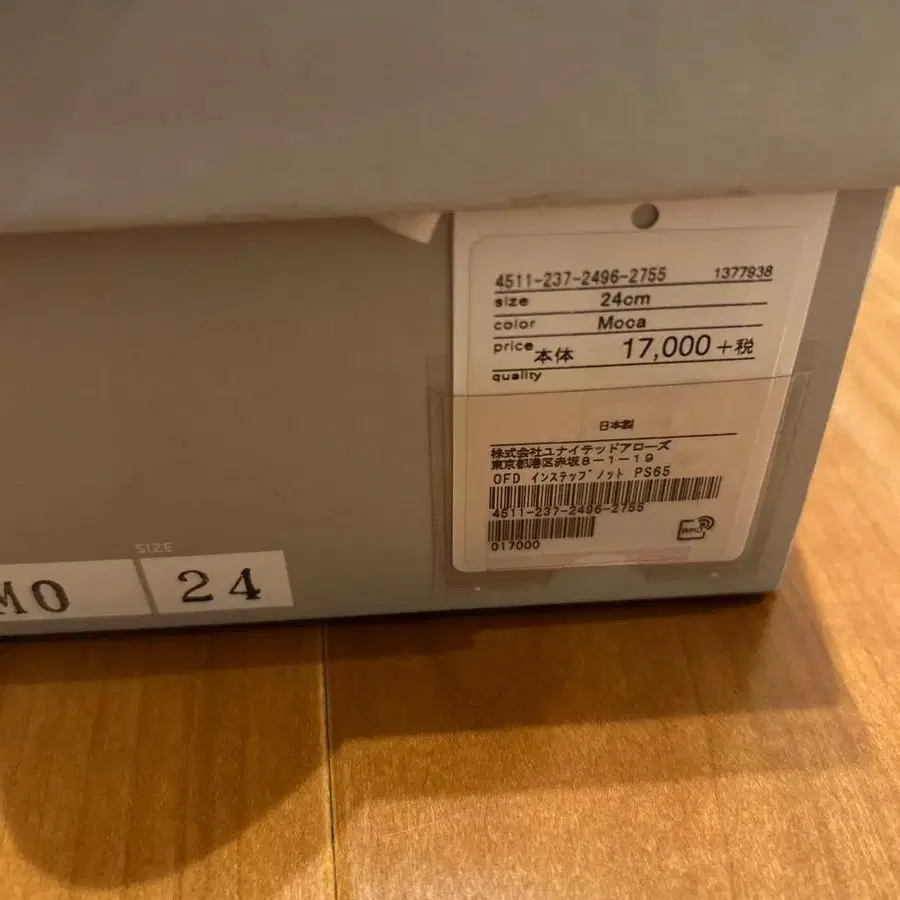 4511-237-2496-2755 1377938
size 24cm
color Moca
price 本体 17,000+税
quality
日本製
株式会社ユナイテッドアローズ
東京都港区赤坂8-1-19
OFD インステップノット PS65
4511-237-2496-2755
017000
RFID
SIZE
MO 24